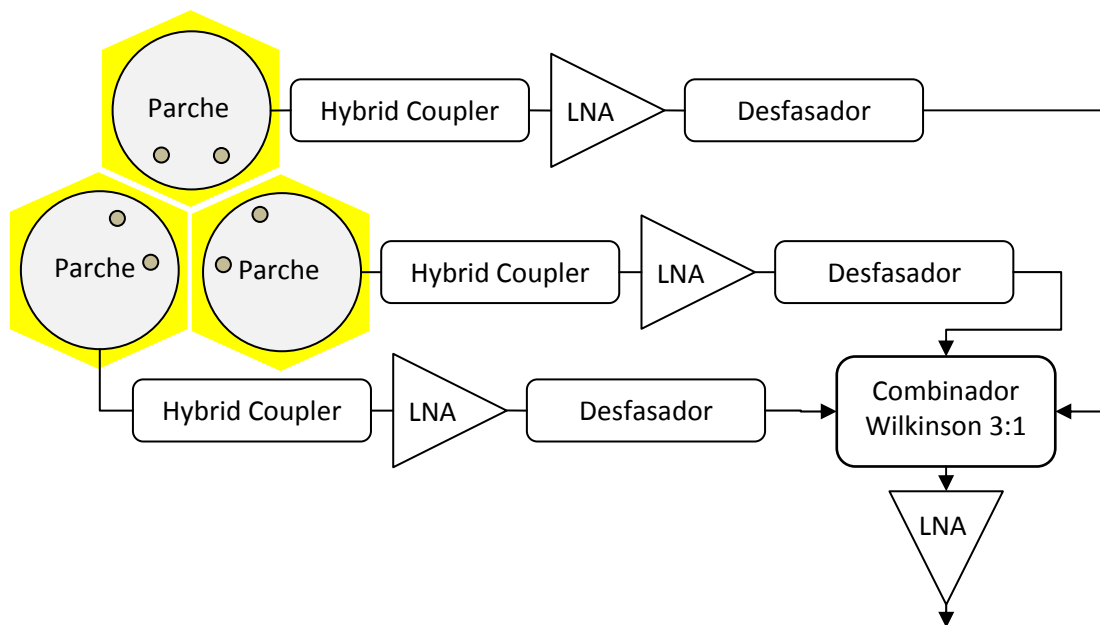 Parche
Hybrid Coupler
LNA
Desfasador
Parche
Parche
Hybrid Coupler
LNA
Desfasador
Hybrid Coupler
LNA
Desfasador
Combinador
Wilkinson 3:1
LNA